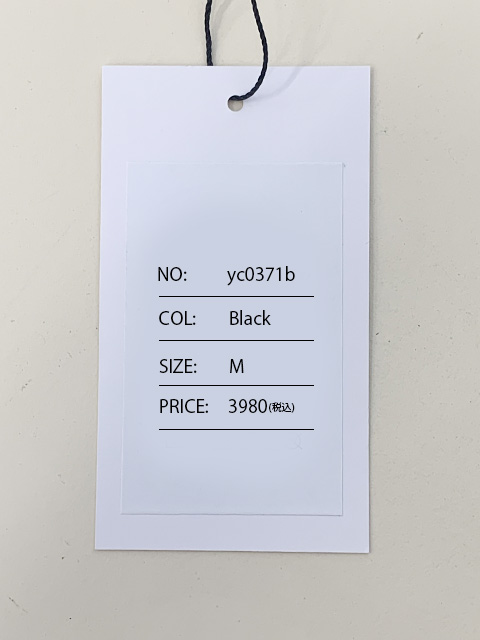 NO: yc0371b
COL: Black
SIZE: M
PRICE: 3980(税込)